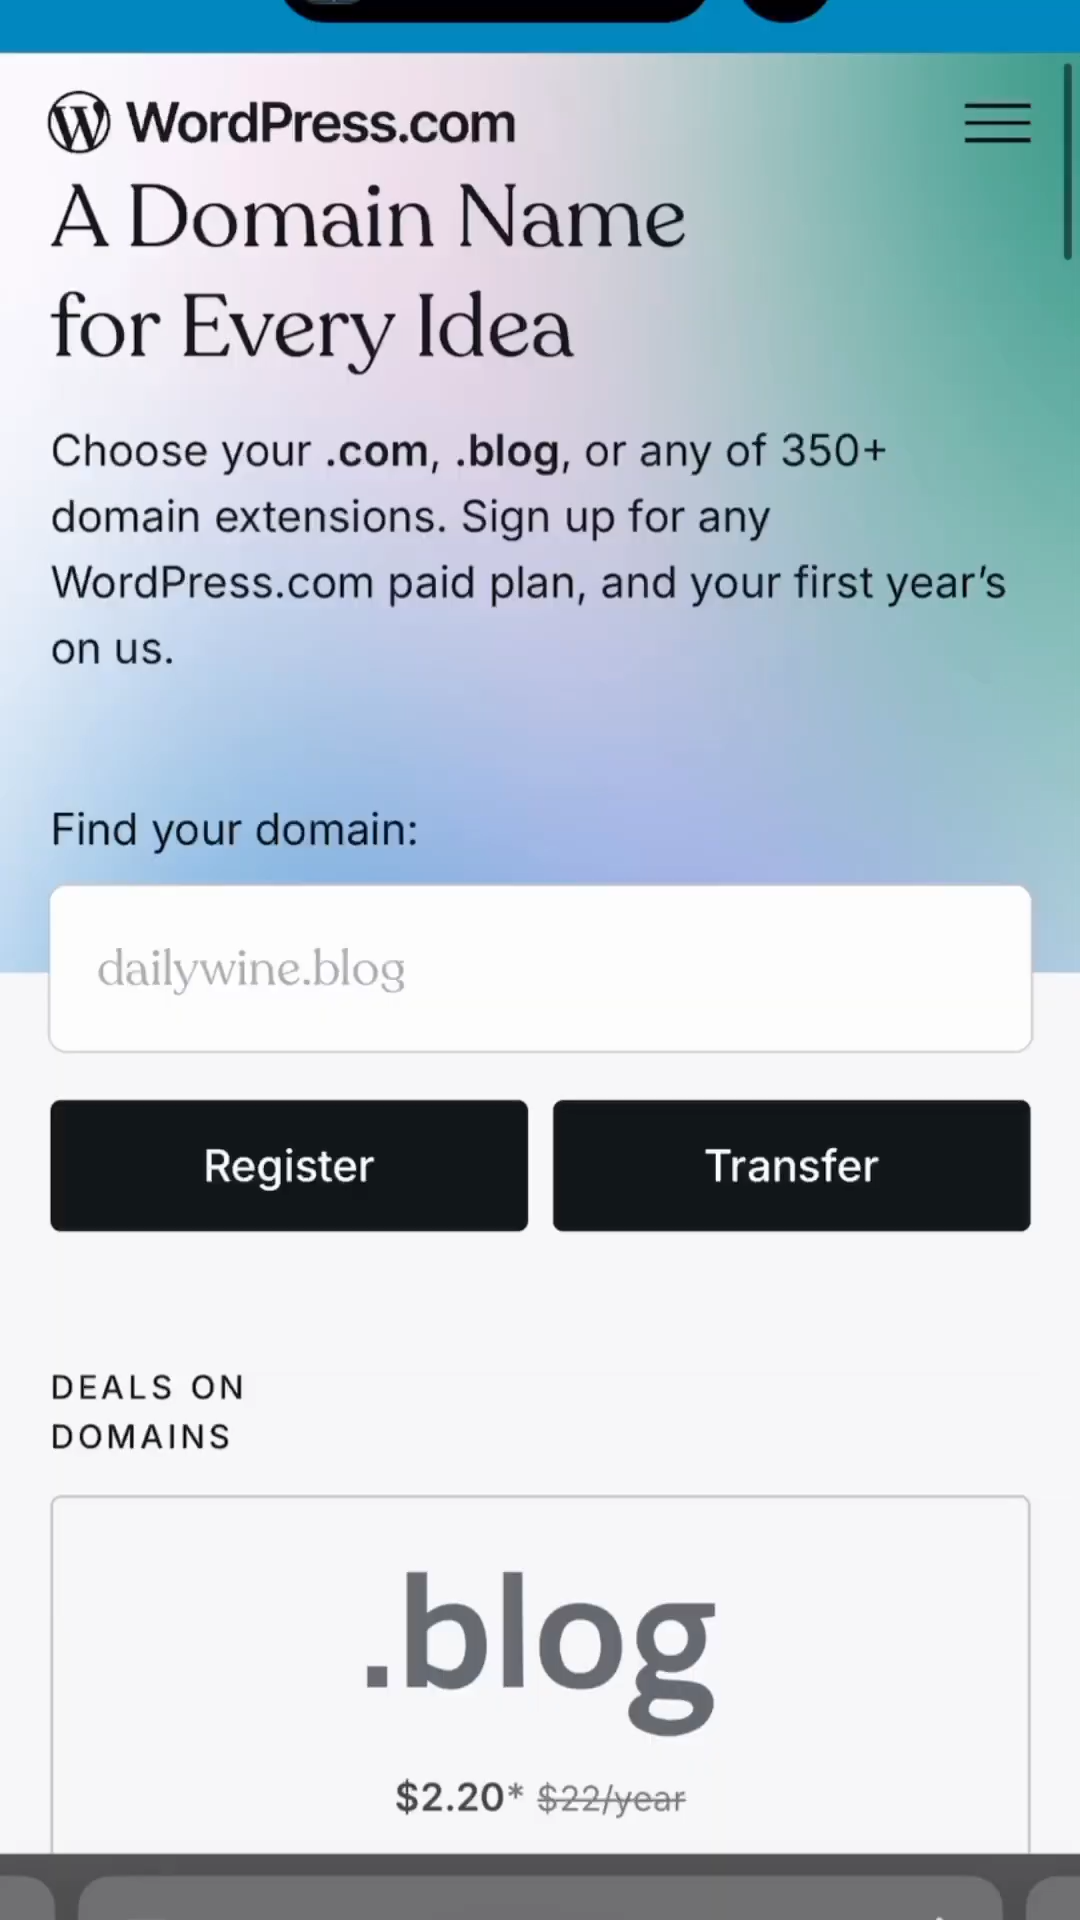 WordPress.com
A Domain Name
for Every Idea
Choose your .com, .blog, or any of 350+
domain extensions. Sign up for any
WordPress.com paid plan, and your first year’s
on us.
Find your domain:
dailywine.blog
Register
Transfer
DEALS ON
DOMAINS
.blog
$2.20* $22/year